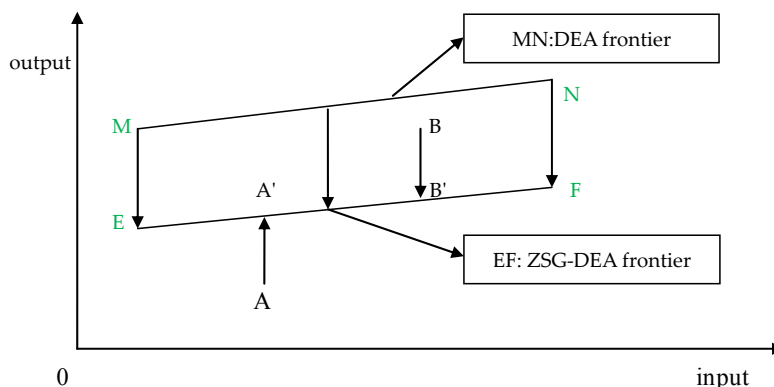 MN:DEA frontier
output
N
M
B
A'
B'
F
E
EF: ZSG-DEA frontier
A
0
input